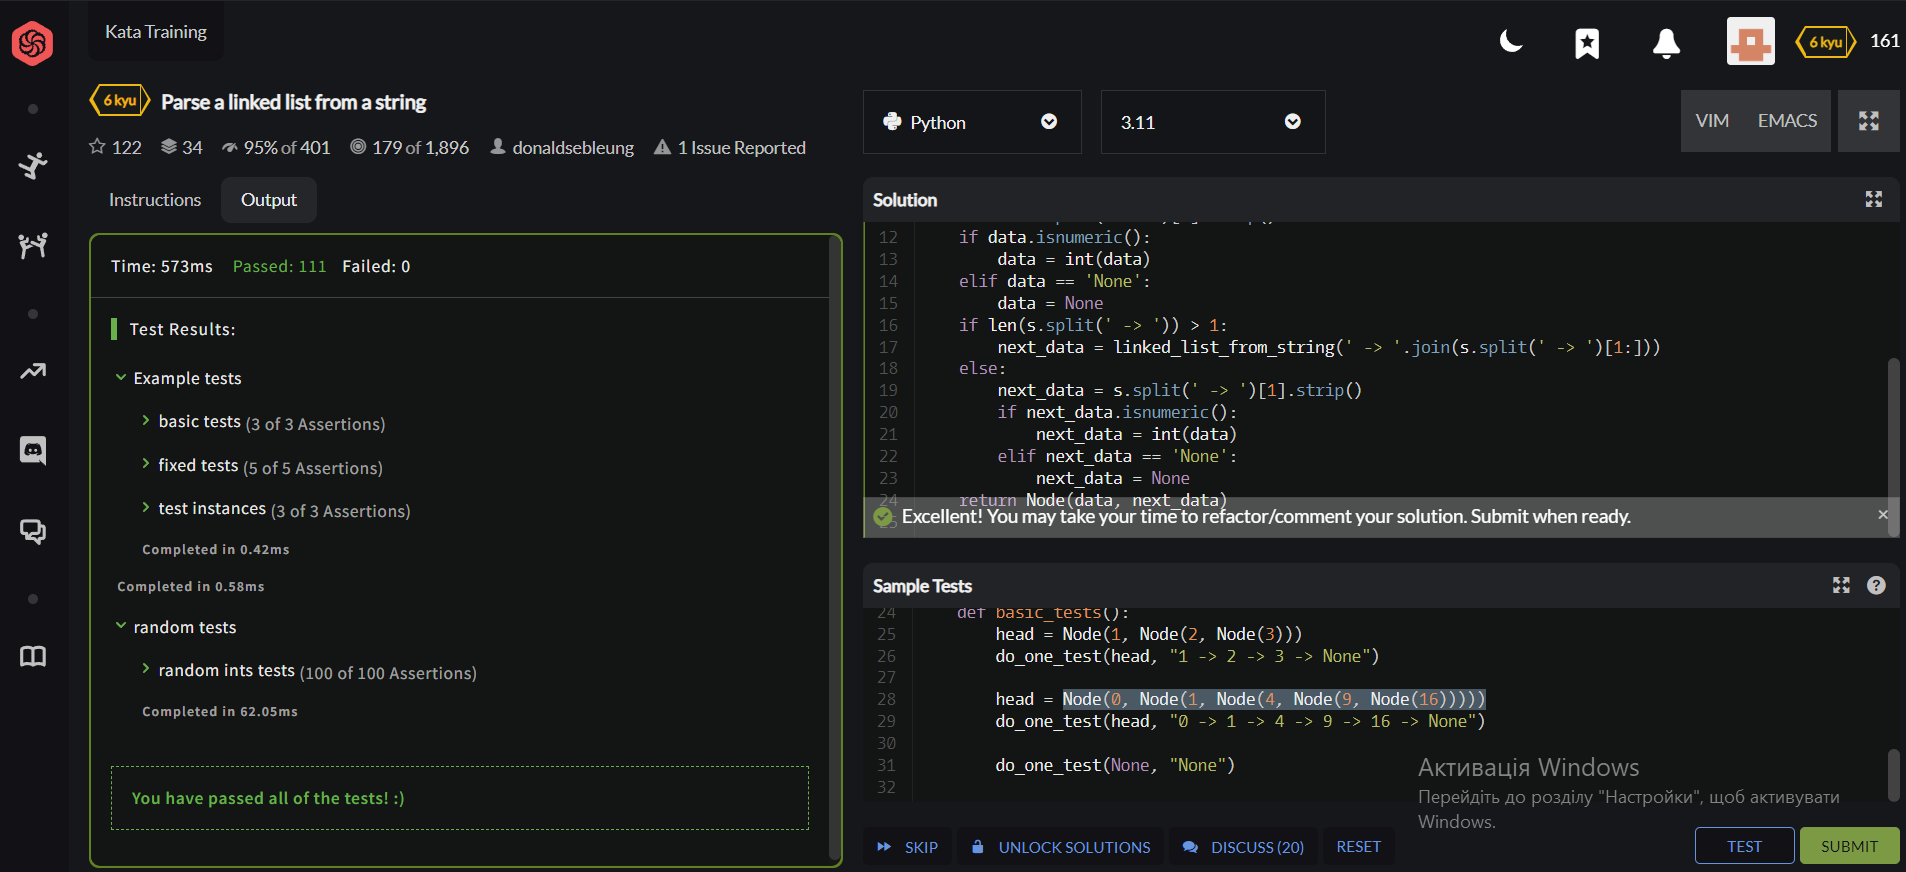 Kata Training
6 kyu
161
6 kyu Parse a linked list from a string
122 34 95% of 401 179 of 1,896 donaldsebleung 1 Issue Reported
Instructions
Output
Time: 573ms Passed: 111 Failed: 0
Test Results:
Example tests
basic tests (3 of 3 Assertions)
fixed tests (5 of 5 Assertions)
test instances (3 of 3 Assertions)
Completed in 0.42ms
Completed in 0.58ms
random tests
random ints tests (100 of 100 Assertions)
Completed in 62.05ms
You have passed all of the tests! :)
Python
3.11
VIM EMACS
Solution
12 if data.isnumeric():
13 data = int(data)
14 elif data == 'None':
15 data = None
16 if len(s.split(' -> ')) > 1:
17 next_data = linked_list_from_string(' -> '.join(s.split(' -> ')[1:]))
18 else:
19 next_data = s.split(' -> ')[1].strip()
20 if next_data.isnumeric():
21 next_data = int(data)
22 elif next_data == 'None':
23 next_data = None
24 return Node(data, next_data)
Excellent! You may take your time to refactor/comment your solution. Submit when ready.
Sample Tests
24 def basic_tests():
25 head = Node(1, Node(2, Node(3)))
26 do_one_test(head, "1 -> 2 -> 3 -> None")
27
28 head = Node(0, Node(1, Node(4, Node(9, Node(16)))))
29 do_one_test(head, "0 -> 1 -> 4 -> 9 -> 16 -> None")
30
31 do_one_test(None, "None")
32
Активація Windows
Перейдіть до розділу "Настройки", щоб активувати
Windows.
SKIP UNLOCK SOLUTIONS DISCUSS (20) RESET
TEST SUBMIT